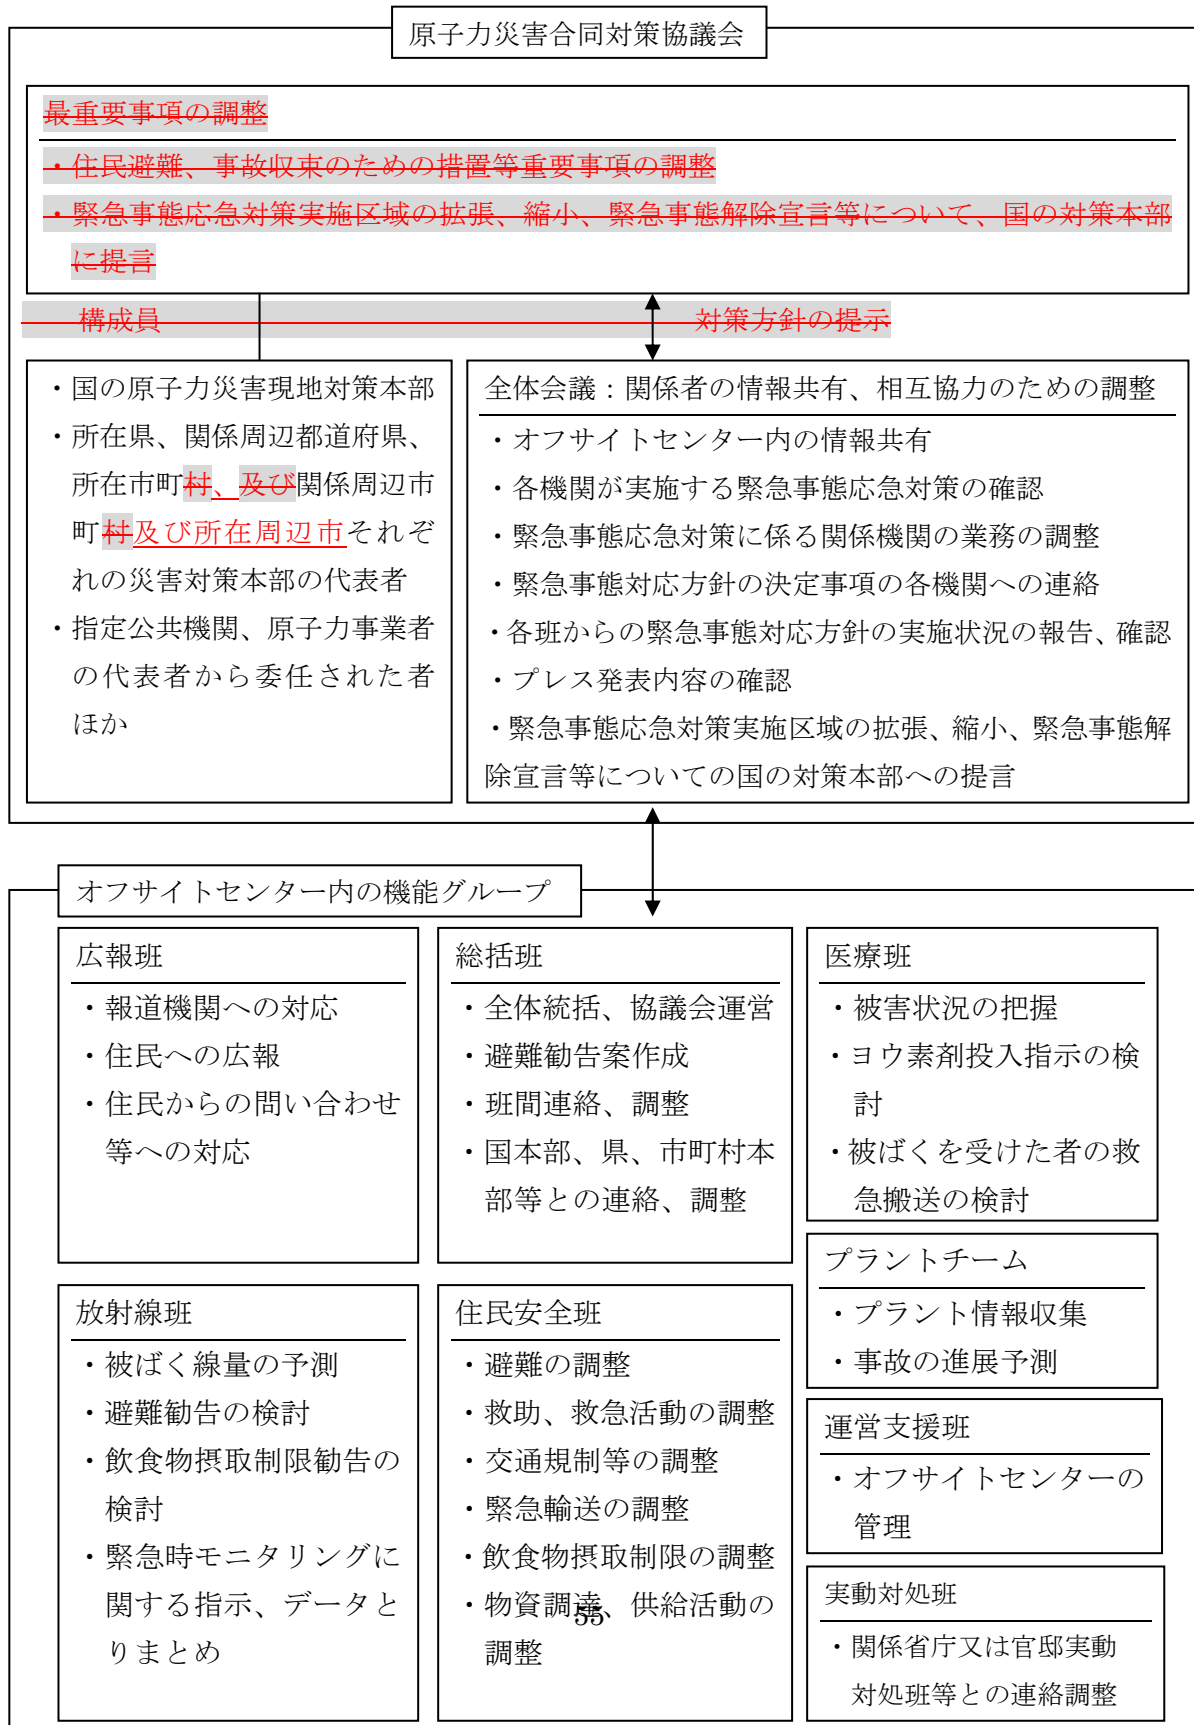 原子力災害合同対策協議会
最重要事項の調整
・住民避難、事故収束のための措置等重要事項の調整
・緊急事態応急対策実施区域の拡張、縮小、緊急事態解除宣言等について、国の対策本部
に提言
構成員
対策方針の提示
・国の原子力災害現地対策本部
・所在県、関係周辺都道府県、
所在市町村、及び関係周辺市
町村及び所在周辺市それぞ
れの災害対策本部の代表者
・指定公共機関、原子力事業者
の代表者から委任された者
ほか
全体会議：関係者の情報共有、相互協力のための調整
・オフサイトセンター内の情報共有
・各機関が実施する緊急事態応急対策の確認
・緊急事態応急対策に係る関係機関の業務の調整
・緊急事態対応方針の決定事項の各機関への連絡
・各班からの緊急事態対応方針の実施状況の報告、確認
・プレス発表内容の確認
・緊急事態応急対策実施区域の拡張、縮小、緊急事態解
除宣言等についての国の対策本部への提言
オフサイトセンター内の機能グループ
広報班
・報道機関への対応
・住民への広報
・住民からの問い合わせ
等への対応
総括班
・全体統括、協議会運営
・避難勧告案作成
・班間連絡、調整
・国本部、県、市町村本
部等との連絡、調整
医療班
・被害状況の把握
・ヨウ素剤投入指示の検
討
・被ばくを受けた者の救
急搬送の検討
プラントチーム
・プラント情報収集
・事故の進展予測
放射線班
・被ばく線量の予測
・避難勧告の検討
・飲食物摂取制限勧告の
検討
・緊急時モニタリングに
関する指示、データと
りまとめ
住民安全班
・避難の調整
・救助、救急活動の調整
・交通規制等の調整
・緊急輸送の調整
・飲食物摂取制限の調整
・物資調達、供給活動の
調整
運営支援班
・オフサイトセンターの
管理
実動対処班
・関係省庁又は官邸実動
対処班等との連絡調整
55